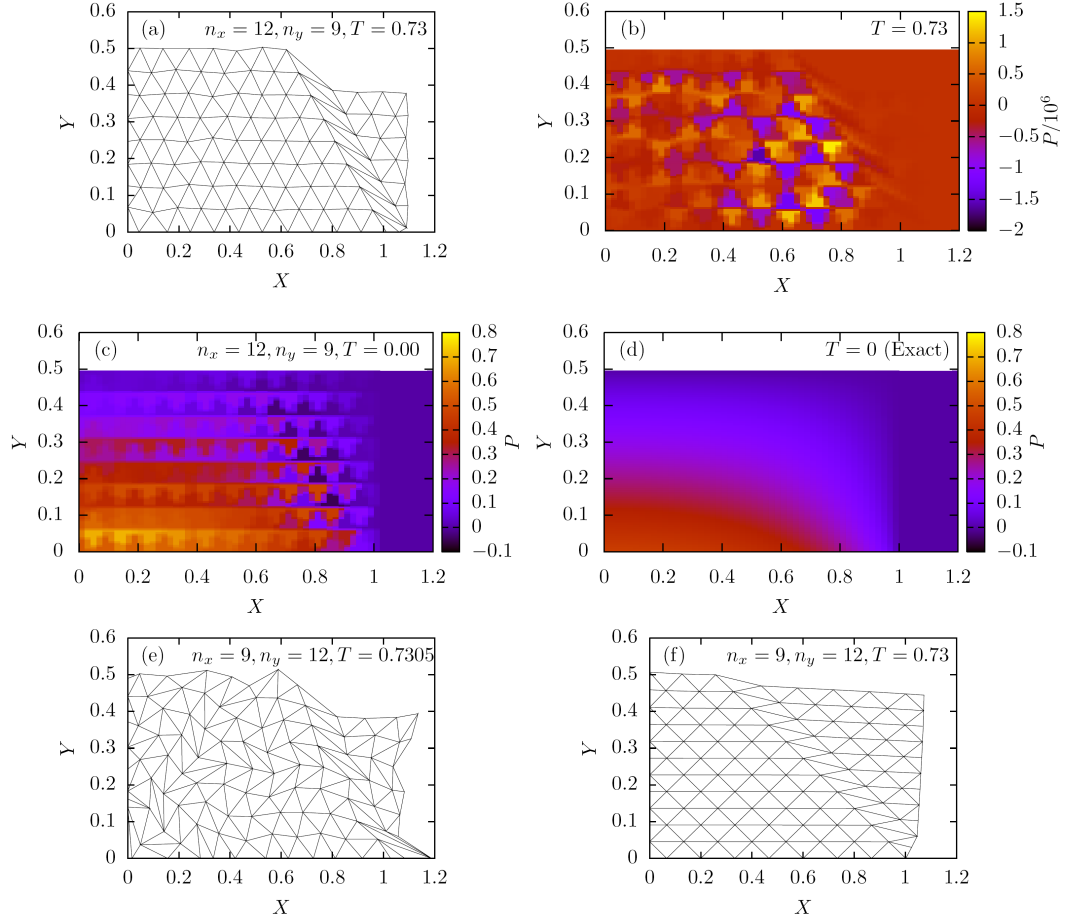 (a) n_x = 12, n_y = 9, T = 0.73
0.6
0.5
0.4
0.3
0.2
0.1
0
Y
0 0.2 0.4 0.6 0.8 1 1.2
X
(b) T = 0.73
0.6
0.5
0.4
0.3
0.2
0.1
0
Y
0 0.2 0.4 0.6 0.8 1 1.2
X
1.5
1
0.5
0
−0.5
−1
−1.5
−2
P/10^6
(c) n_x = 12, n_y = 9, T = 0.00
0.6
0.5
0.4
0.3
0.2
0.1
0
Y
0 0.2 0.4 0.6 0.8 1 1.2
X
0.8
0.7
0.6
0.5
0.4
0.3
0.2
0.1
0
−0.1
P
(d) T = 0 (Exact)
0.6
0.5
0.4
0.3
0.2
0.1
0
Y
0 0.2 0.4 0.6 0.8 1 1.2
X
0.8
0.7
0.6
0.5
0.4
0.3
0.2
0.1
0
−0.1
P
(e) n_x = 9, n_y = 12, T = 0.7305
0.6
0.5
0.4
0.3
0.2
0.1
0
Y
0 0.2 0.4 0.6 0.8 1 1.2
X
(f) n_x = 9, n_y = 12, T = 0.73
0.6
0.5
0.4
0.3
0.2
0.1
0
Y
0 0.2 0.4 0.6 0.8 1 1.2
X